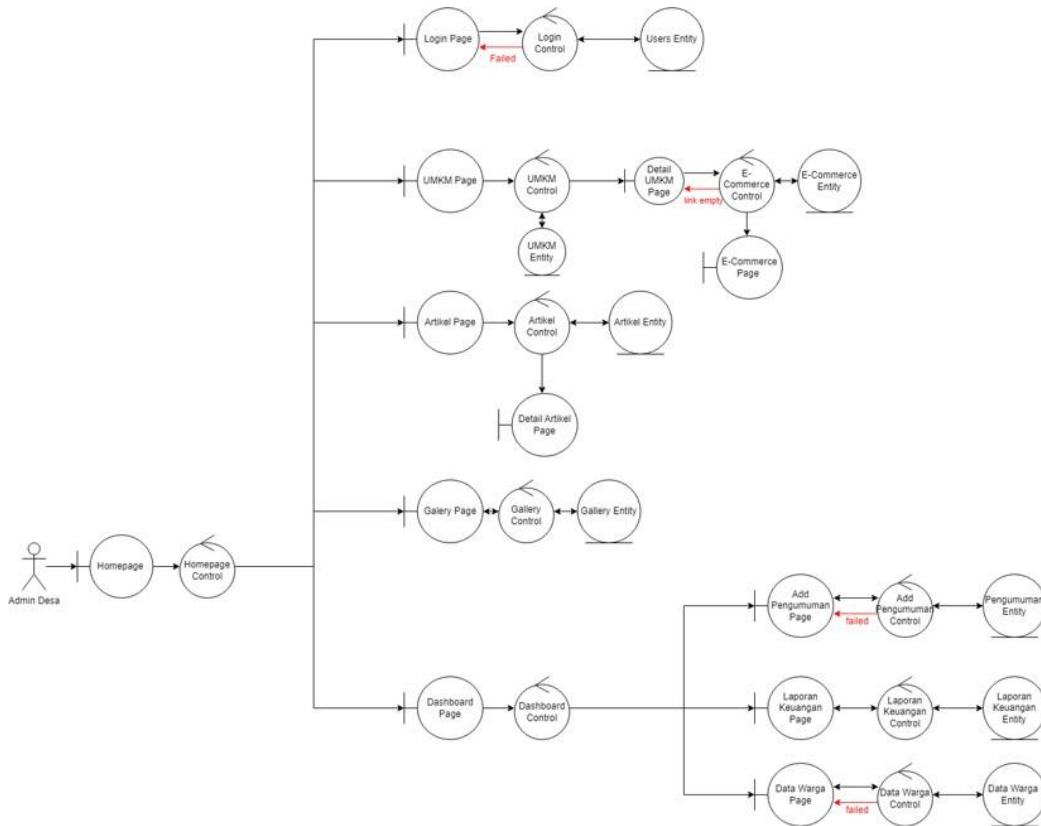 Login Page
Login
Control
Users Entity
Failed
UMKM Page
UMKM
Control
Detail
UMKM
Page
E-
Commerce
Control
E-Commerce
Entity
link empty
UMKM
Entity
E-Commerce
Page
Artikel Page
Artikel
Control
Artikel Entity
Detail Artikel
Page
Galery Page
Gallery
Control
Gallery Entity
Admin Desa
Homepage
Homepage
Control
Add
Pengumuman
Page
Add
Pengumuman
Control
Pengumuman
Entity
failed
Dashboard
Page
Dashboard
Control
Laporan
Keuangan
Page
Laporan
Keuangan
Control
Laporan
Keuangan
Entity
Data Warga
Page
Data Warga
Control
Data Warga
Entity
failed